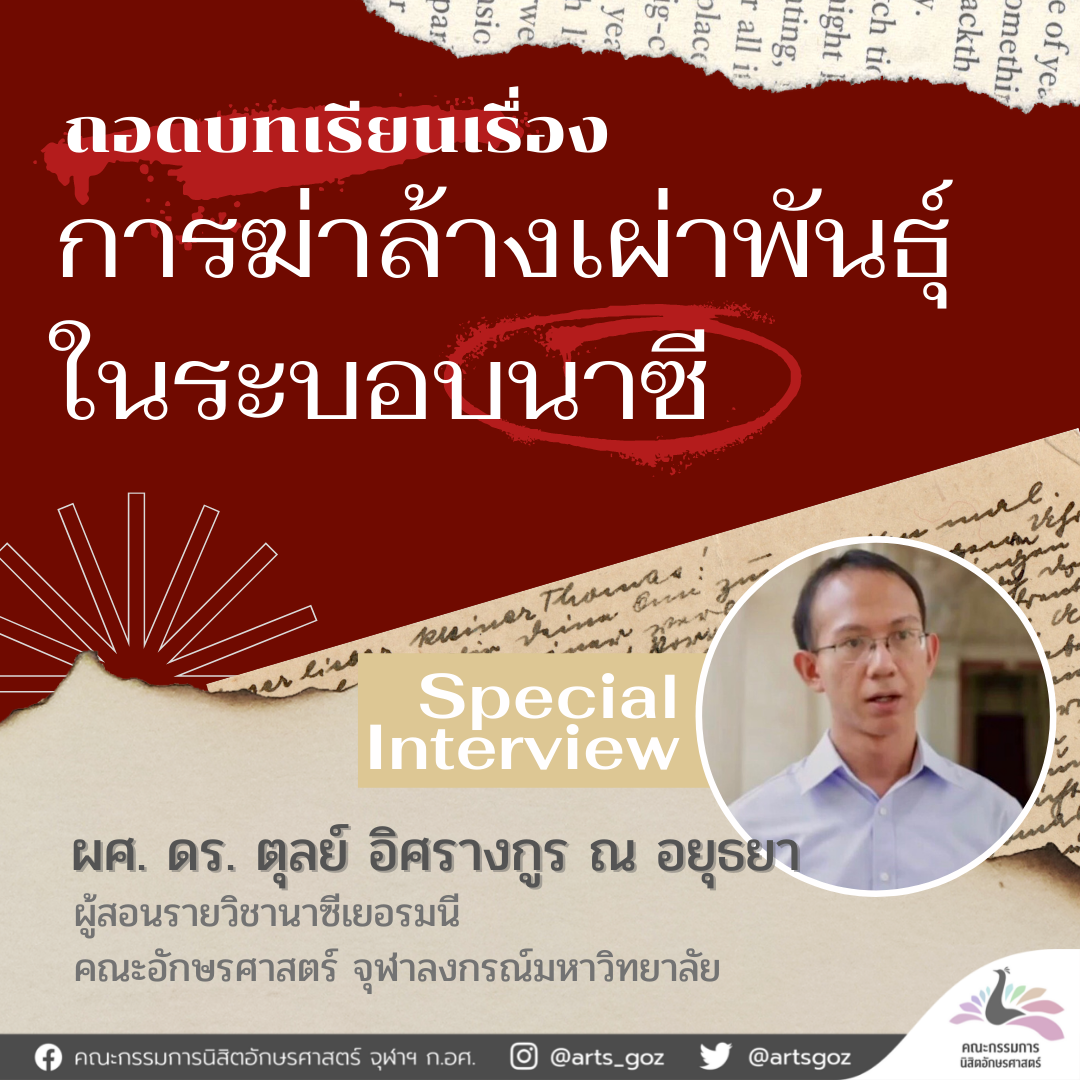 ถอดบทเรียนเรื่อง
การฆ่าล้างเผ่าพันธุ์
ในระบอบนาซี
kleiner Thomas!
Special
Interview
ผศ. ดร. ตุลย์ อิศรางกูร ณ อยุธยา
ผู้สอนรายวิชานาซีเยอรมนี
คณะอักษรศาสตร์ จุฬาลงกรณ์มหาวิทยาลัย
คณะกรรมการนิสิตอักษรศาสตร์ จุฬาฯ ก.อศ.
@arts_goz
@artsgoz
คณะกรรมการ
นิสิตอักษรศาสตร์